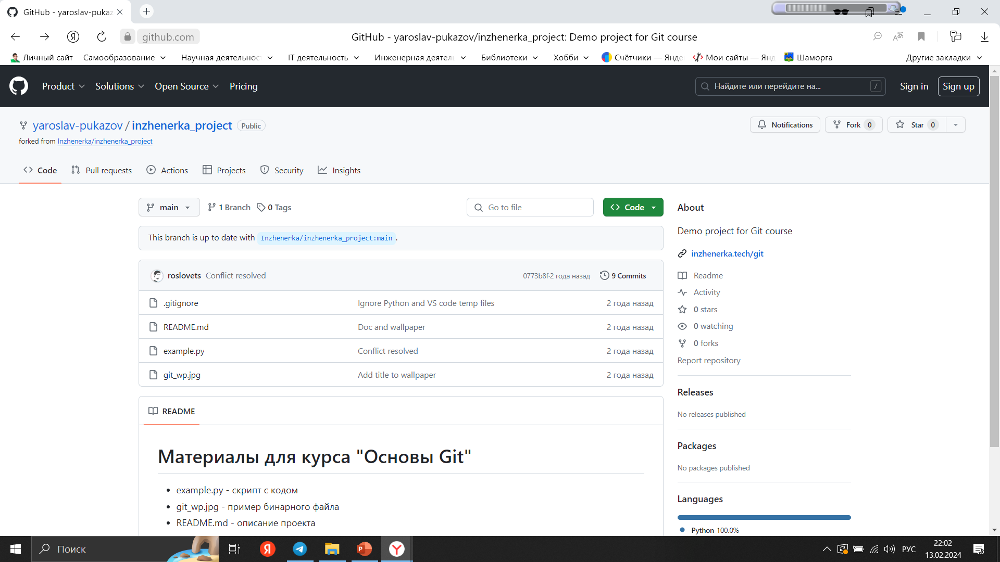 GitHub - yaroslav-pukaz
github.com
GitHub - yaroslav-pukazov/inzhenerka_project: Demo project for Git course
Личный сайт Самообразование Научная деятельнос IT деятельность Инженерная деятель Библиотеки Хобби Счётчики — Янде Мои сайты — Янд Шаморга Другие закладки
Product Solutions Open Source Pricing Найдите или перейдите на... / Sign in Sign up
yaroslav-pukazov / inzhenerka_project Public Notifications Fork 0 Star 0
forked from Inzhenerka/inzhenerka_project
Code Pull requests Actions Projects Security Insights
main 1 Branch 0 Tags Go to file Code
This branch is up to date with Inzhenerka/inzhenerka_project:main.
roslovets Conflict resolved 0773b8f·2 года назад 9 Commits
.gitignore Ignore Python and VS code temp files 2 года назад
README.md Doc and wallpaper 2 года назад
example.py Conflict resolved 2 года назад
git_wp.jpg Add title to wallpaper 2 года назад
README
Материалы для курса "Основы Git"
• example.py - скрипт с кодом
• git_wp.jpg - пример бинарного файла
• README.md - описание проекта
About
Demo project for Git course
inzhenerka.tech/git
Readme
Activity
0 stars
0 watching
0 forks
Report repository
Releases
No releases published
Packages
No packages published
Languages
Python 100.0%
Поиск
РУС
22:02
13.02.2024